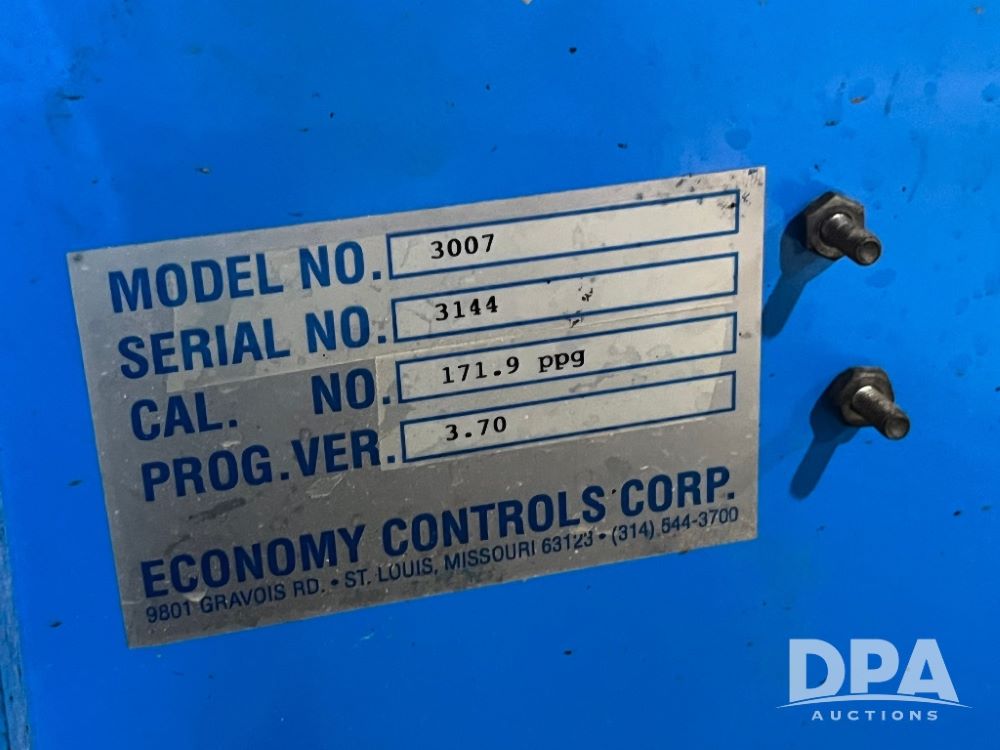 MODEL NO. 3007
SERIAL NO. 3144
CAL. NO. 171.9 ppg
PROG.VER. 3.70
ECONOMY CONTROLS CORP.
9801 GRAVOIS RD. • ST. LOUIS, MISSOURI 63123 • (314) 544-3700
DPA
AUCTIONS